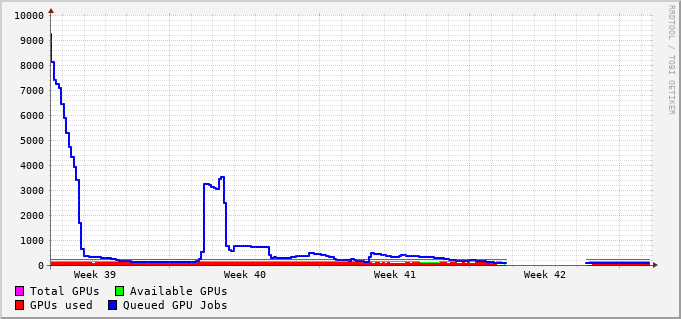 10000
9000
8000
7000
6000
5000
4000
3000
2000
1000
0
Week 39 Week 40 Week 41 Week 42
Total GPUs Available GPUs
GPUs used Queued GPU Jobs
RRDTOOL / TOBI OETIKER